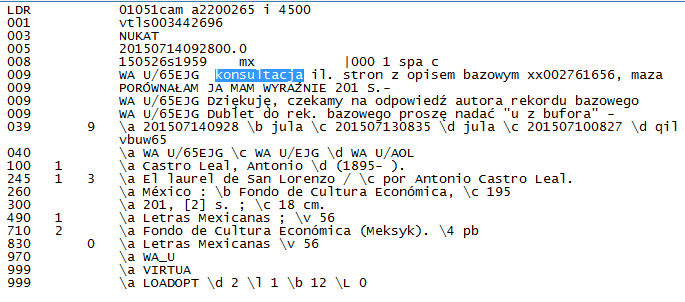 LDR 01051cam a2200265 i 4500
001 vtls003442696
003 NUKAT
005 20150714092800.0
008 150526s1959 mx |000 1 spa c
009 WA U/65EJG konsultacja il. stron z opisem bazowym xx002761656, maza
009 PORÓWNAŁAM JA MAM WYRAŹNIE 201 S.-
009 WA U/65EJG Dziękuję, czekamy na odpowiedź autora rekordu bazowego
009 WA U/65EJG Dublet do rek. bazowego proszę nadać "u z bufora" –
039 9 \a 201507140928 \b jula \c 201507130835 \d jula \c 201507100827 \d qil
vbuw65
040 \a WA U/65EJG \c WA U/EJG \d WA U/AOL
100 1 \a Castro Leal, Antonio \d (1895- ).
245 1 3 \a El laurel de San Lorenzo / \c por Antonio Castro Leal.
260 \a México : \b Fondo de Cultura Económica, \c 195
300 \a 201, [2] s. ; \c 18 cm.
490 1 \a Letras Mexicanas ; \v 56
710 2 \a Fondo de Cultura Económica (Meksyk). \4 pb
830 0 \a Letras Mexicanas \v 56
970 \a WA_U
999 \a VIRTUA
999 \a LOADOPT \d 2 \l 1 \b 12 \L 0